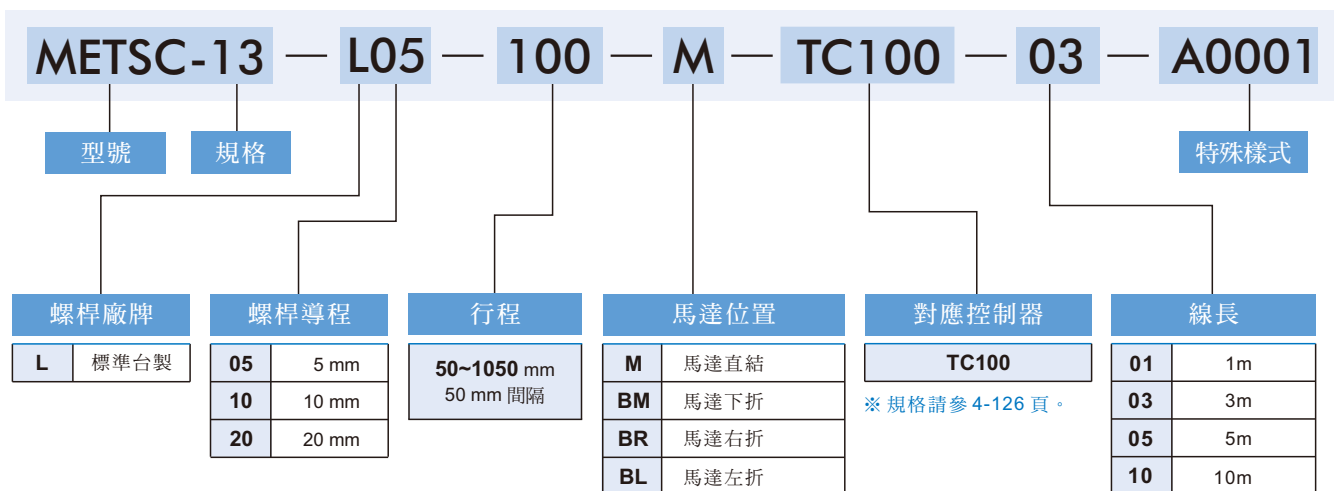 METSC-13 — L05 — 100 — M — TC100 — 03 — A0001
型號
規格
特殊樣式
螺桿廠牌
L 標準台製
螺桿導程
05 5 mm
10 10 mm
20 20 mm
行程
50~1050 mm
50 mm 間隔
馬達位置
M 馬達直結
BM 馬達下折
BR 馬達右折
BL 馬達左折
對應控制器
TC100
※ 規格請參 4-126 頁。
線長
01 1m
03 3m
05 5m
10 10m